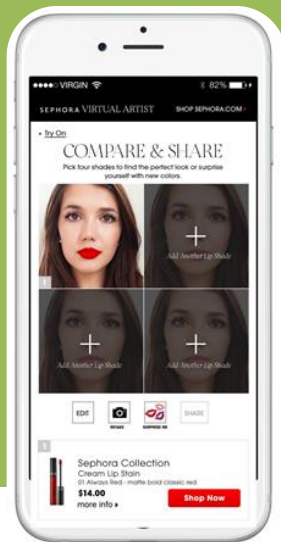 VIRGIN 82%
SEPHORA VIRTUAL ARTIST SHOP SEPHORA.COM
Try On
COMPARE & SHARE
Pick four shades to find the perfect look or surprise
yourself with new colors.
Add Another Lip Shade
1
Add Another Lip Shade Add Another Lip Shade
EDIT SHARE
RETAKE SURPRISE ME
1
Sephora Collection
Cream Lip Stain
01 Always Red - matte bold classic red
$14.00
more info
Shop Now